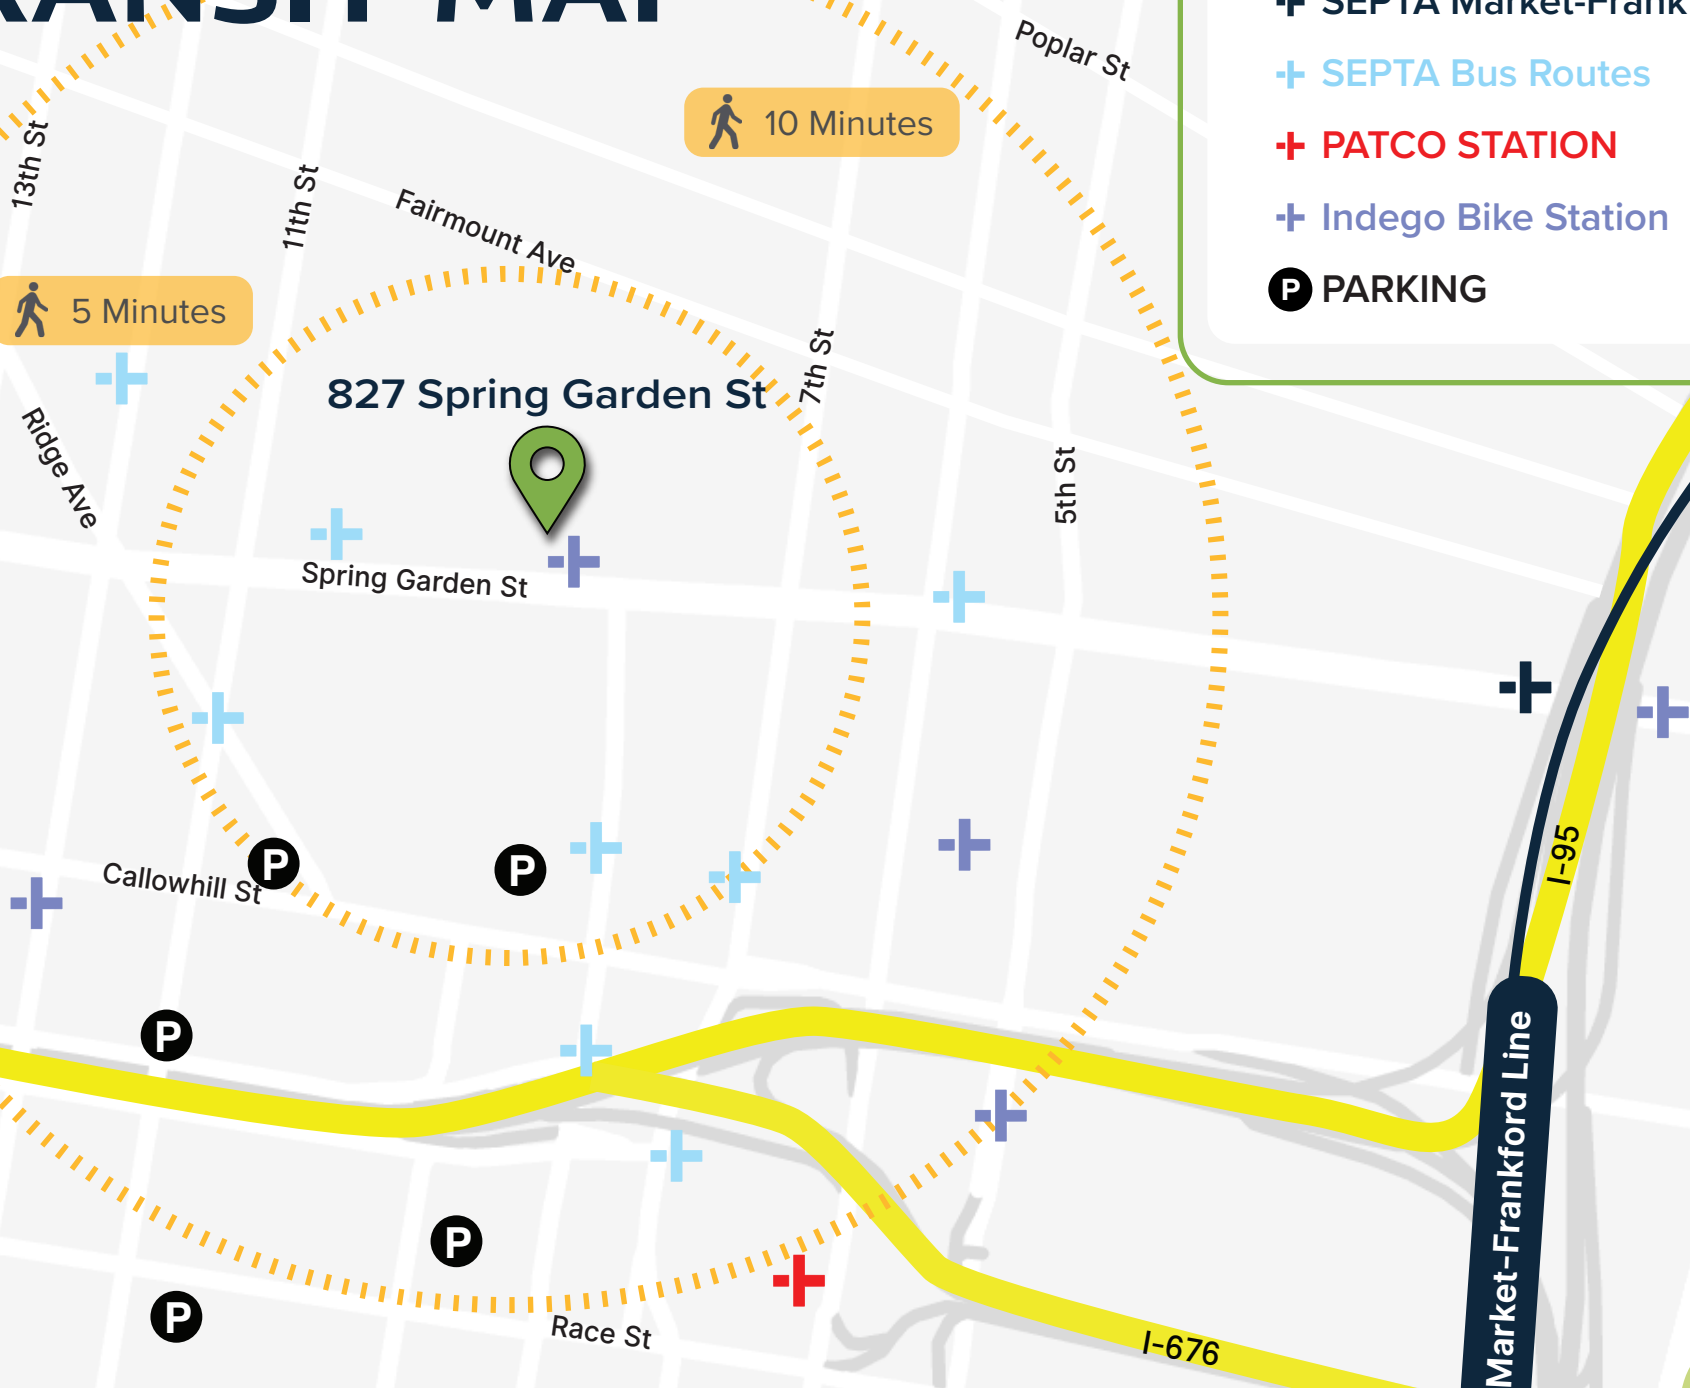 SEPTA Bus Routes
Poplar St
10 Minutes
PATCO STATION
13th St
11th St
Fairmount Ave
Indego Bike Station
P PARKING
5 Minutes
7th St
827 Spring Garden St
Ridge Ave
5th St
Spring Garden St
I-95
P
P
Callowhill St
P
Market-Frankford Line
P
P
Race St
I-676